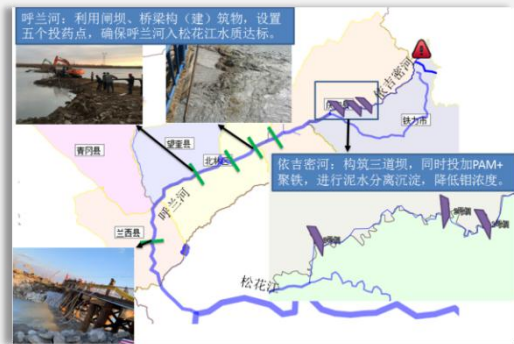 呼兰河：利用闸坝、桥梁构（建）筑物，设置
五个投药点，确保呼兰河入松花江水质达标。
依吉密河
铁力市
望奎县
青冈县
北林区
依吉密河：构筑三道坝，同时投加PAM+
聚铁，进行泥水分离沉淀，降低钼浓度。
呼兰河
兰西县
松花江